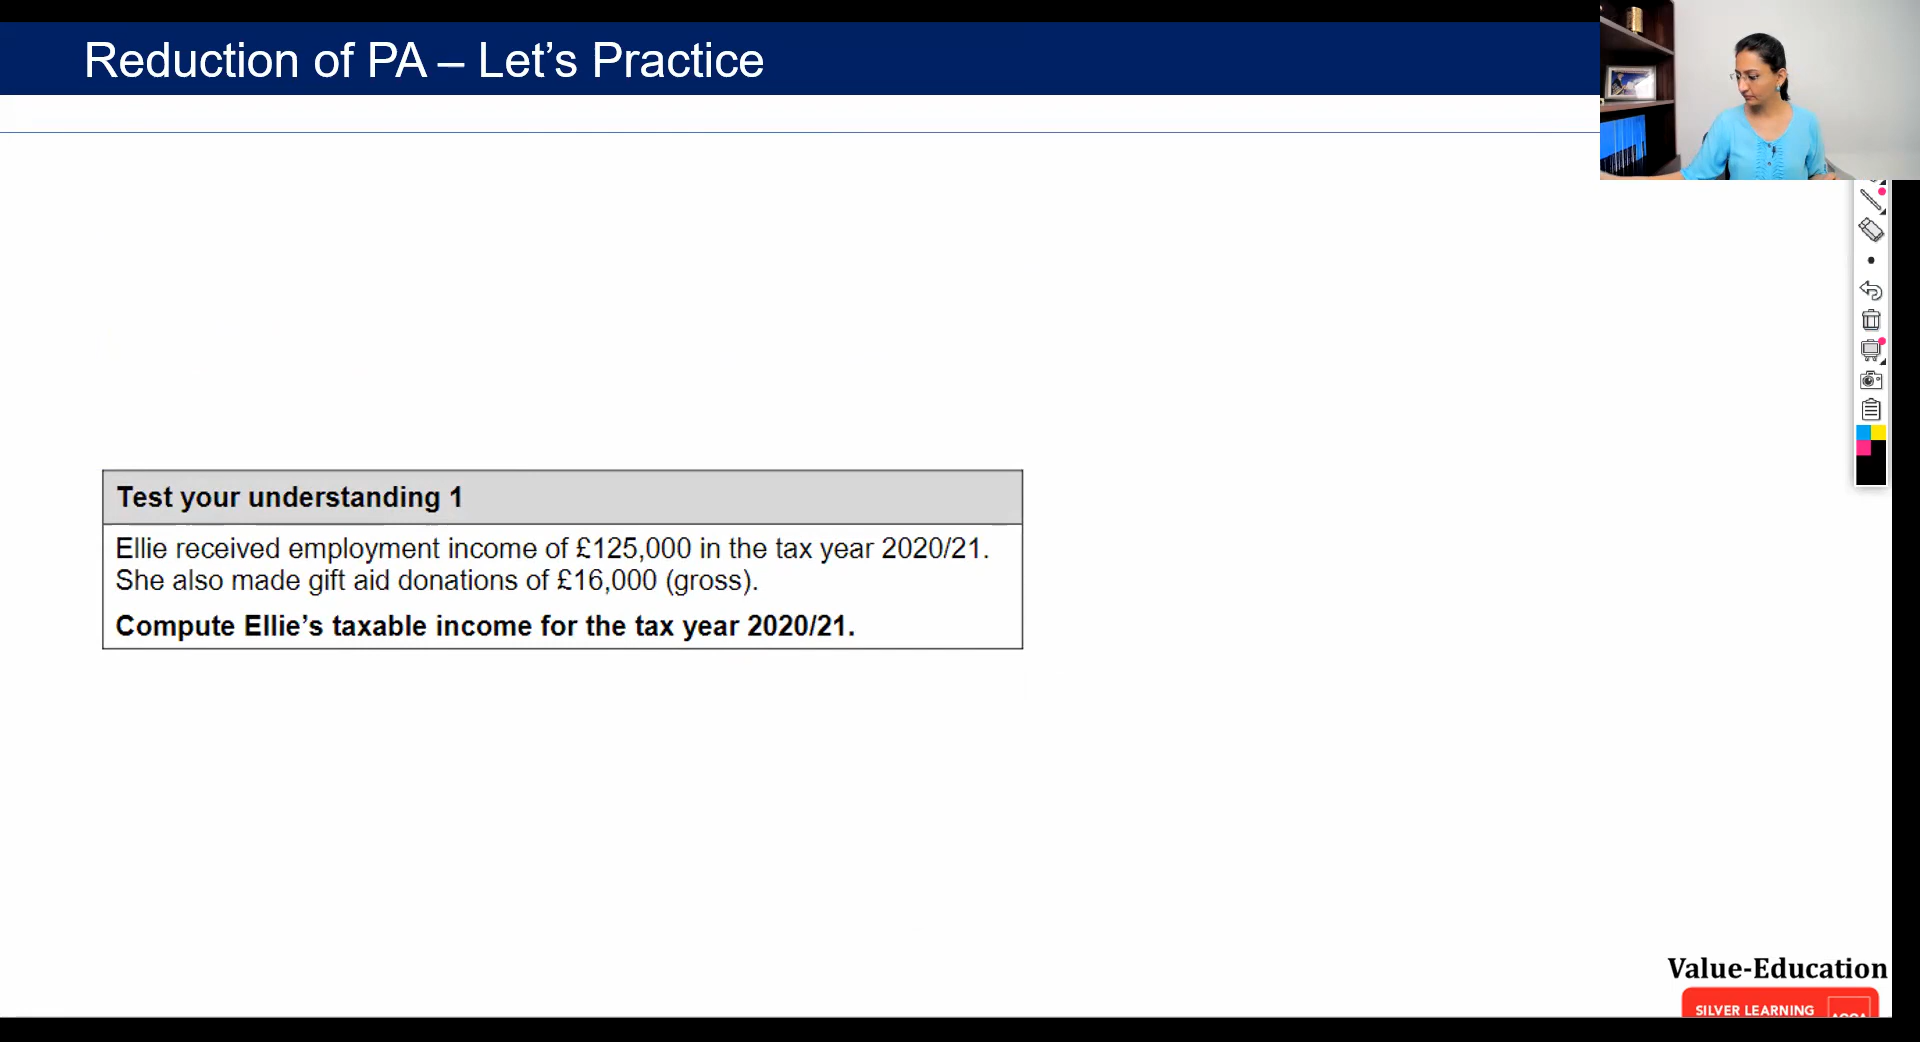 Reduction of PA – Let’s Practice
Test your understanding 1
Ellie received employment income of £125,000 in the tax year 2020/21.
She also made gift aid donations of £16,000 (gross).
Compute Ellie’s taxable income for the tax year 2020/21.
Value-Education
SILVER LEARNING